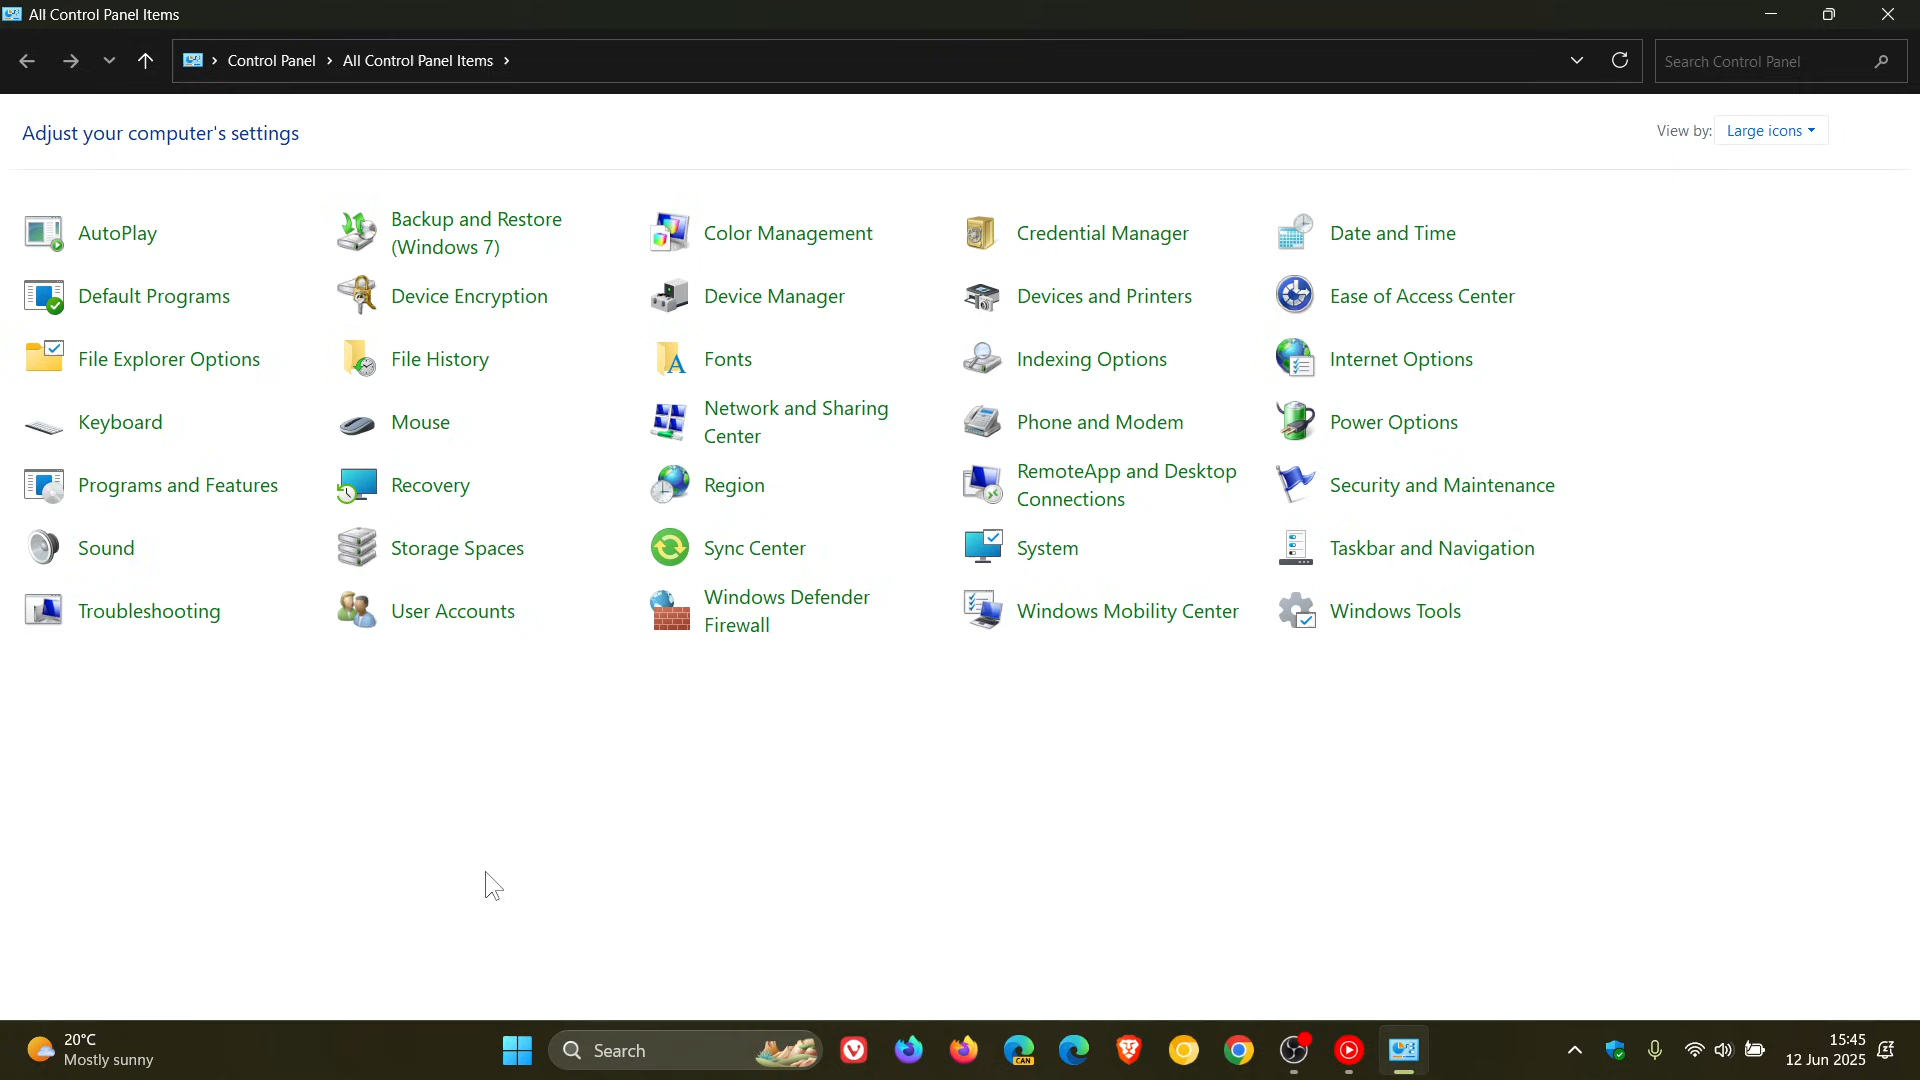 All Control Panel Items
Control Panel
All Control Panel Items
Search Control Panel
Adjust your computer's settings
View by:
Large icons
AutoPlay
Backup and Restore
(Windows 7)
Color Management
Credential Manager
Date and Time
Default Programs
Device Encryption
Device Manager
Devices and Printers
Ease of Access Center
File Explorer Options
File History
Fonts
Indexing Options
Internet Options
Keyboard
Mouse
Network and Sharing
Center
Phone and Modem
Power Options
Programs and Features
Recovery
Region
RemoteApp and Desktop
Connections
Security and Maintenance
Sound
Storage Spaces
Sync Center
System
Taskbar and Navigation
Troubleshooting
User Accounts
Windows Defender
Firewall
Windows Mobility Center
Windows Tools
20°C
Mostly sunny
Search
CAN
15:45
12 Jun 2025